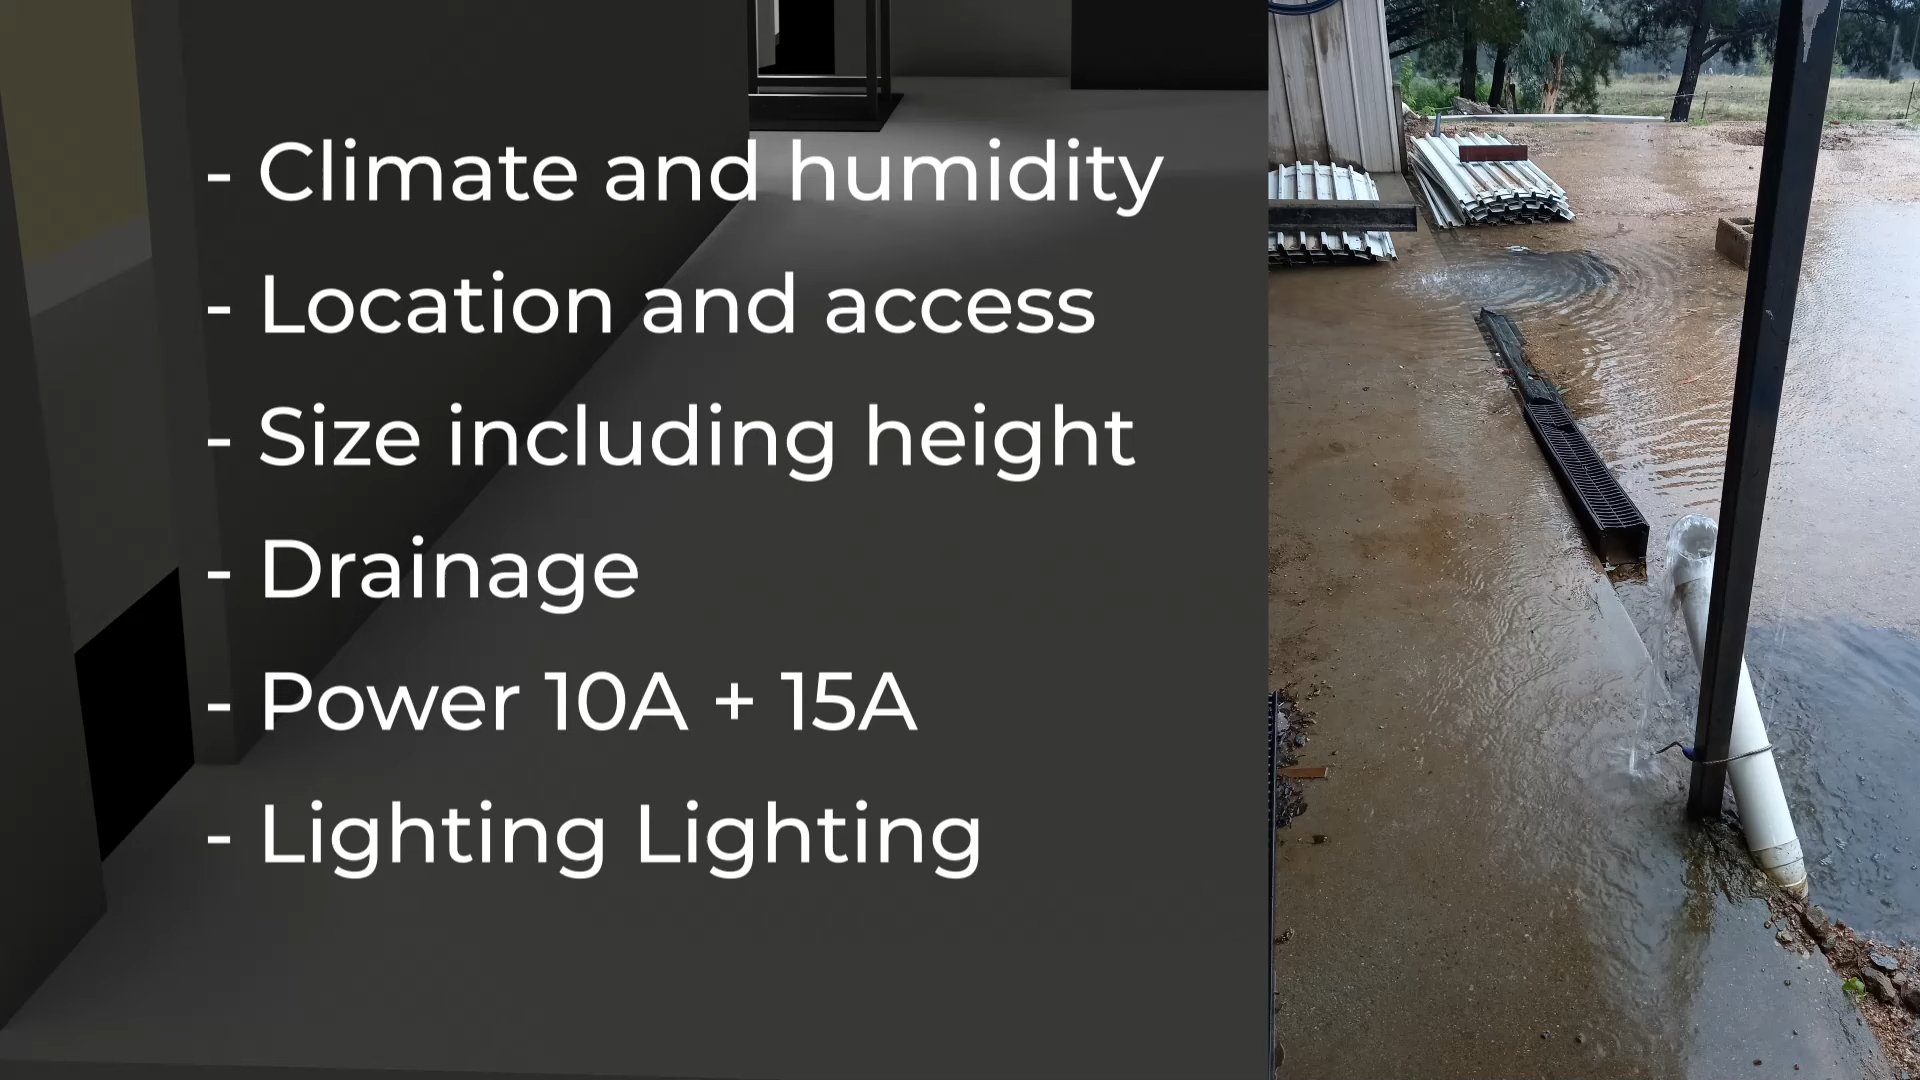 - Climate and humidity
- Location and access
- Size including height
- Drainage
- Power 10A + 15A
- Lighting Lighting